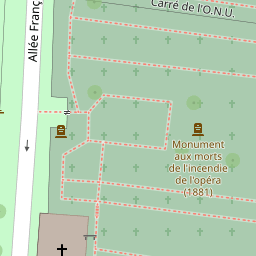 Carré de l'O.N.U.
Allée Franç
Monument
aux morts
de l'incendie
de l'opéra
(1881)